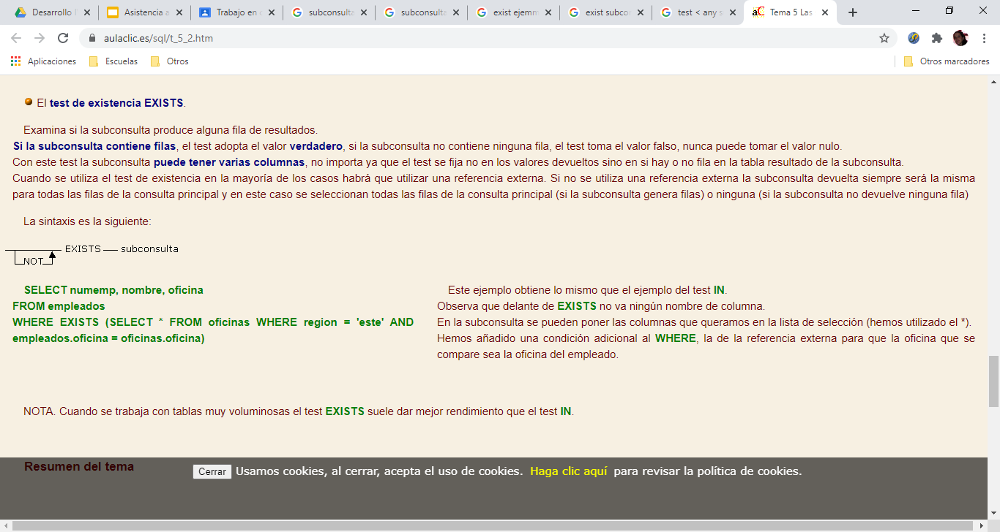 Desarrollo
Asistencia a
Trabajo en
subconsulta
subconsulta
exist ejemm
exist subco
test < any s
aC Tema 5 Las
aulaclic.es/sql/t_5_2.htm
Aplicaciones Escuelas Otros Otros marcadores
El test de existencia EXISTS.
Examina si la subconsulta produce alguna fila de resultados.
Si la subconsulta contiene filas, el test adopta el valor verdadero, si la subconsulta no contiene ninguna fila, el test toma el valor falso, nunca puede tomar el valor nulo.
Con este test la subconsulta puede tener varias columnas, no importa ya que el test se fija no en los valores devueltos sino en si hay o no fila en la tabla resultado de la subconsulta.
Cuando se utiliza el test de existencia en la mayoría de los casos habrá que utilizar una referencia externa. Si no se utiliza una referencia externa la subconsulta devuelta siempre será la misma
para todas las filas de la consulta principal y en este caso se seleccionan todas las filas de la consulta principal (si la subconsulta genera filas) o ninguna (si la subconsulta no devuelve ninguna fila)
La sintaxis es la siguiente:
EXISTS subconsulta
NOT
SELECT numemp, nombre, oficina
FROM empleados
WHERE EXISTS (SELECT * FROM oficinas WHERE region = 'este' AND
empleados.oficina = oficinas.oficina)
Este ejemplo obtiene lo mismo que el ejemplo del test IN.
Observa que delante de EXISTS no va ningún nombre de columna.
En la subconsulta se pueden poner las columnas que queramos en la lista de selección (hemos utilizado el *).
Hemos añadido una condición adicional al WHERE, la de la referencia externa para que la oficina que se
compare sea la oficina del empleado.
NOTA. Cuando se trabaja con tablas muy voluminosas el test EXISTS suele dar mejor rendimiento que el test IN.
Resumen del tema
Cerrar Usamos cookies, al cerrar, acepta el uso de cookies. Haga clic aquí para revisar la política de cookies.